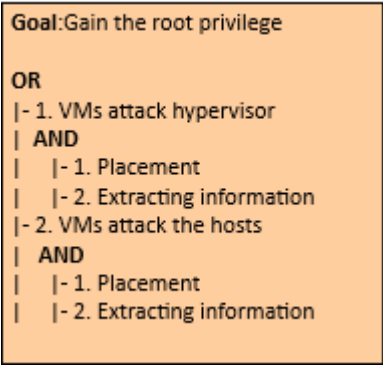 Goal:Gain the root privilege
OR
|- 1. VMs attack hypervisor
| AND
| |- 1. Placement
| |- 2. Extracting information
|- 2. VMs attack the hosts
| AND
| |- 1. Placement
| |- 2. Extracting information